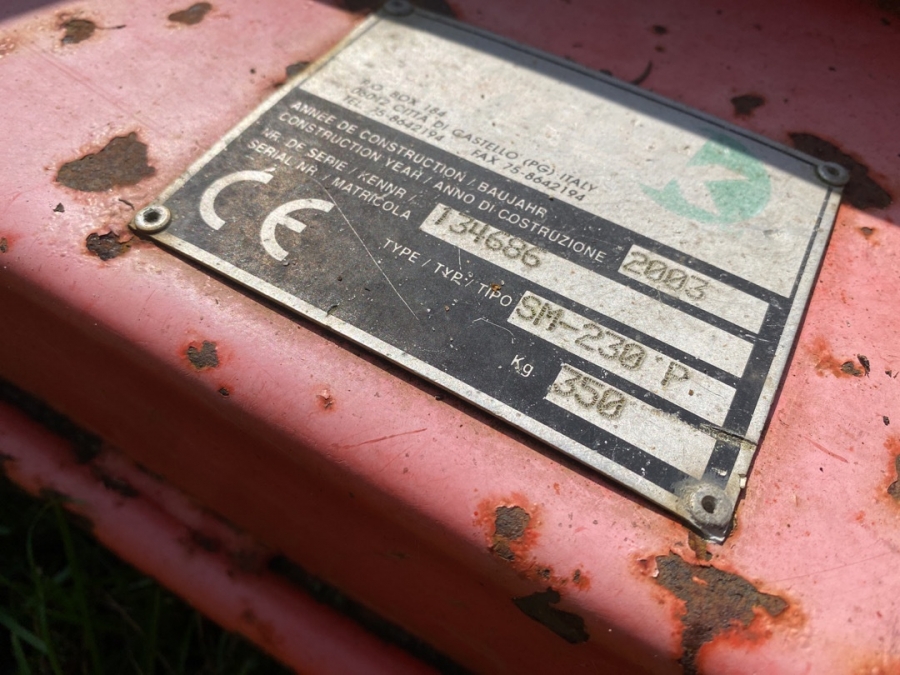 P.O. BOX 184
06012 CITTÀ DI CASTELLO (PG) ITALY
TEL. 75-8642194 FAX 75-8642194
ANNEE DE CONSTRUCTION / BAUJAHR
CONSTRUCTION YEAR / ANNO DI COSTRUZIONE 2003
NR. DE SERIE / KENNR. /
SERIAL NR / MATRICOLA 134686
TYPE / TYP / TIPO SM-230 P
Kg 350
CE